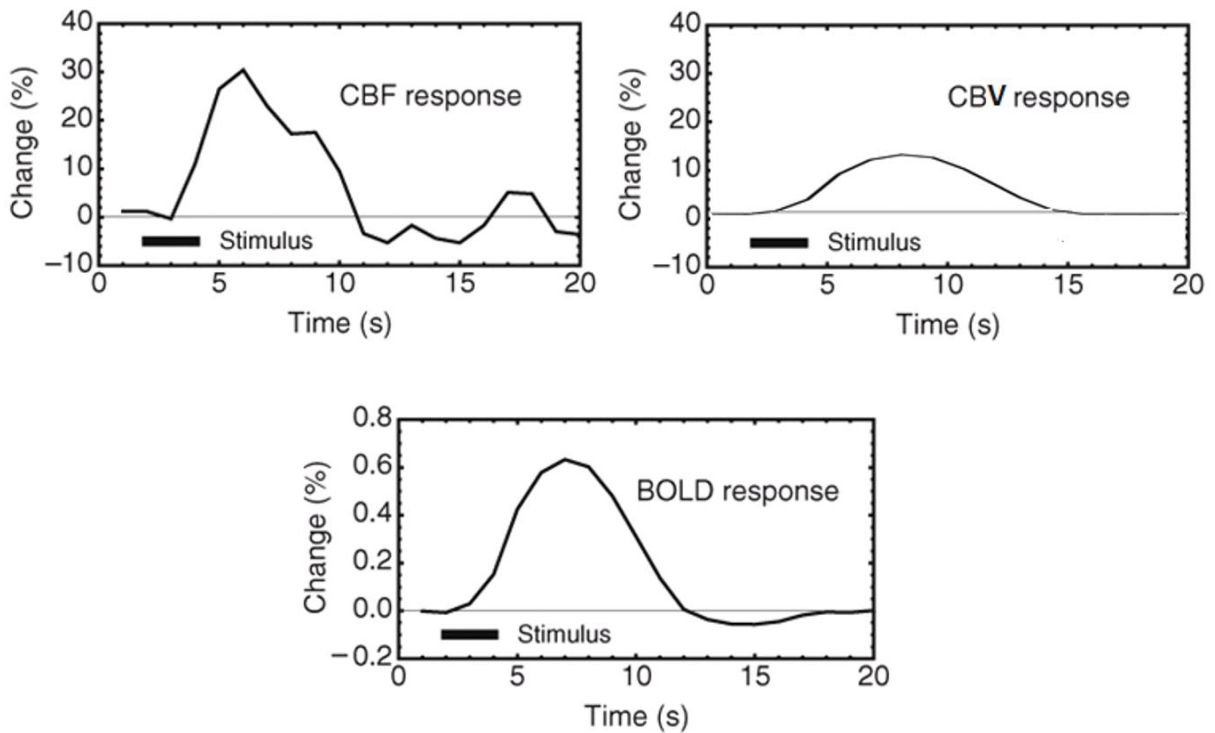 40
30
20
10
0
−10
Change (%)
CBF response
Stimulus
0 5 10 15 20
Time (s)
40
30
20
10
0
−10
Change (%)
CBV response
Stimulus
0 5 10 15 20
Time (s)
0.8
0.6
0.4
0.2
0.0
−0.2
Change (%)
BOLD response
Stimulus
0 5 10 15 20
Time (s)